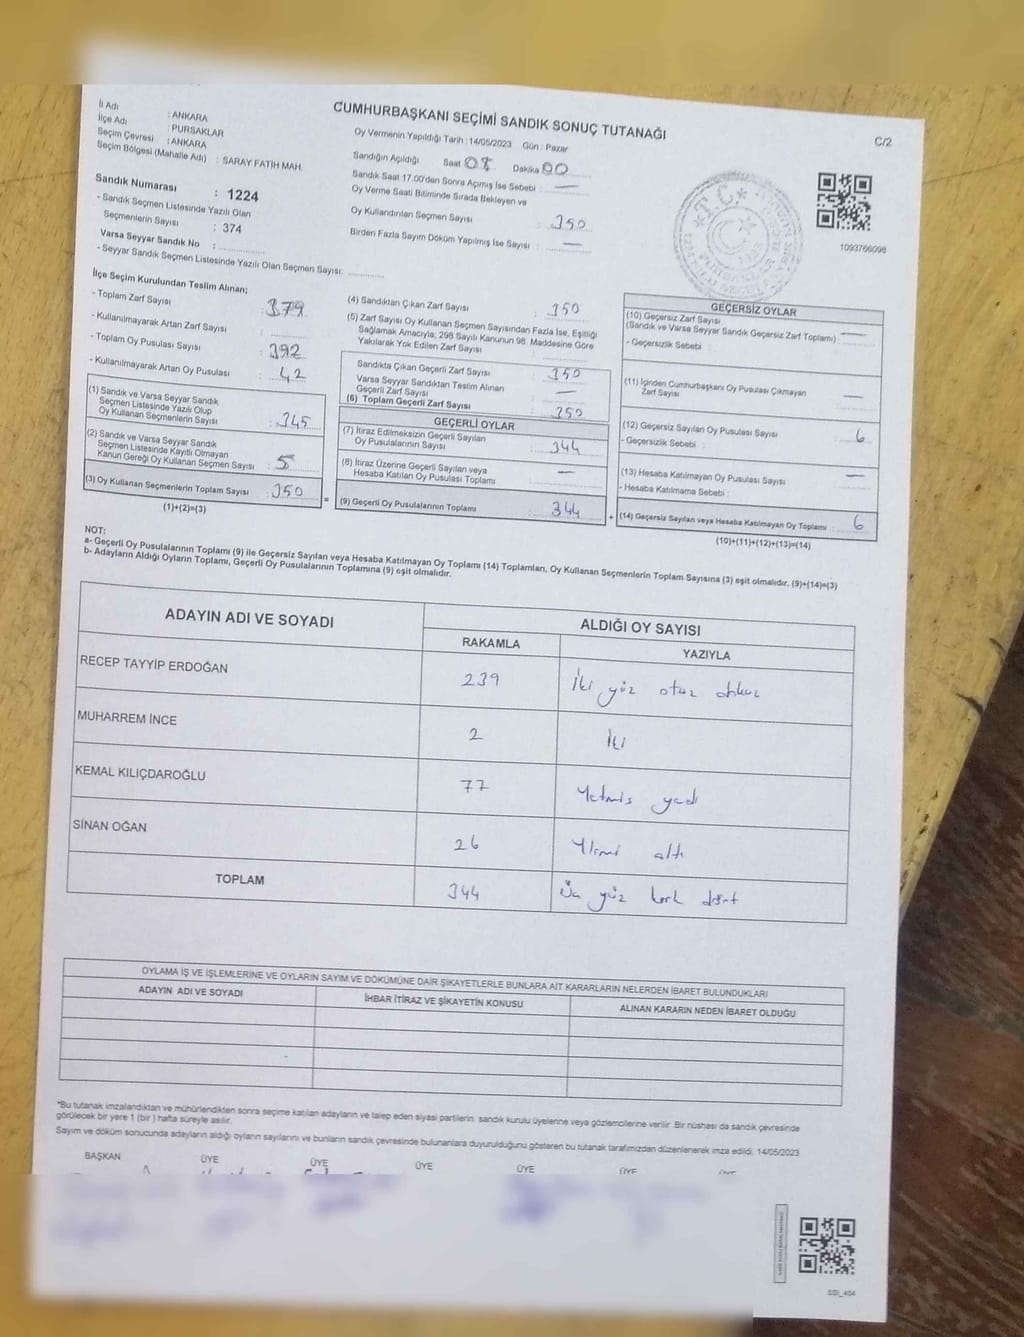 CUMHURBAŞKANI SEÇİMİ SANDIK SONUÇ TUTANAĞI
C/2
İl Adı : ANKARA
İlçe Adı : PURSAKLAR
Seçim Çevresi : ANKARA
Seçim Bölgesi (Mahalle Adı) : SARAY FATİH MAH.
Sandık Numarası : 1224
- Sandık Seçmen Listesinde Yazılı Olan
Seçmenlerin Sayısı : 374
Varsa Seyyar Sandık No :
- Seyyar Sandık Seçmen Listesinde Yazılı Olan Seçmen Sayısı:
Oy Vermenin Yapıldığı Tarih : 14/05/2023 Gün : Pazar
Sandığın Açıldığı Saat 08 Dakika 00
Sandık Saat 17.00'den Sonra Açımış İse Sebebi : —
Oy Verme Saati Bitiminde Sırada Bekleyen ve
Oy Kullandırılan Seçmen Sayısı : 350
Birden Fazla Sayım Döküm Yapılmış İse Sayısı : —
1093766098
İlçe Seçim Kurulundan Teslim Alınan;
- Toplam Zarf Sayısı : 379
- Kullanılmayarak Artan Zarf Sayısı :
- Toplam Oy Pusulası Sayısı : 392
- Kullanılmayarak Artan Oy Pusulası : 42
(1) Sandık ve Varsa Seyyar Sandık
Seçmen Listesinde Yazılı Olup
Oy Kullanan Seçmenlerin Sayısı : 345
(2) Sandık ve Varsa Seyyar Sandık
Seçmen Listesinde Kayıtlı Olmayan
Kanun Gereği Oy Kullanan Seçmen Sayısı : 5
(3) Oy Kullanan Seçmenlerin Toplam Sayısı : 350
(1)+(2)=(3)
=
(4) Sandıktan Çıkan Zarf Sayısı : 350
(5) Zarf Sayısı Oy Kullanan Seçmen Sayısından Fazla İse, Eşitliği
Sağlamak Amacıyla; 298 Sayılı Kanunun 98. Maddesine Göre
Yakılarak Yok Edilen Zarf Sayısı :
Sandıkta Çıkan Geçerli Zarf Sayısı : 350
Varsa Seyyar Sandıktan Teslim Alınan
Geçerli Zarf Sayısı : —
(6) Toplam Geçerli Zarf Sayısı : 350
GEÇERLİ OYLAR
(7) İtiraz Edilmeksizin Geçerli Sayılan
Oy Pusulalarının Sayısı : 344
(8) İtiraz Üzerine Geçerli Sayılan veya
Hesaba Katılan Oy Pusulası Toplamı : —
(9) Geçerli Oy Pusulalarının Toplamı : 344
+
GEÇERSİZ OYLAR
(10) Geçersiz Zarf Sayısı
(Sandık ve Varsa Seyyar Sandık Geçersiz Zarf Toplamı) : —
- Geçersizlik Sebebi :
(11) İçinden Cumhurbaşkanı Oy Pusulası Çıkmayan
Zarf Sayısı : —
(12) Geçersiz Sayılan Oy Pusulası Sayısı : 6
- Geçersizlik Sebebi :
(13) Hesaba Katılmayan Oy Pusulası Sayısı : —
- Hesaba Katılmama Sebebi :
(14) Geçersiz Sayılan veya Hesaba Katılmayan Oy Toplamı : 6
(10)+(11)+(12)+(13)=(14)
NOT:
a- Geçerli Oy Pusulalarının Toplamı (9) ile Geçersiz Sayılan veya Hesaba Katılmayan Oy Toplamı (14) Toplamları, Oy Kullanan Seçmenlerin Toplam Sayısına (3) eşit olmalıdır. (9)+(14)=(3)
b- Adayların Aldığı Oyların Toplamı, Geçerli Oy Pusulalarının Toplamına (9) eşit olmalıdır.
ADAYIN ADI VE SOYADI ALDIĞI OY SAYISI
RAKAMLA YAZIYLA
RECEP TAYYİP ERDOĞAN 239 İki yüz otuz dokuz
MUHARREM İNCE 2 İki
KEMAL KILIÇDAROĞLU 77 Yetmis yedi
SİNAN OĞAN 26 Yirmi altı
TOPLAM 344 Üç yüz kırk dört
OYLAMA İŞ VE İŞLEMLERİNE VE OYLARIN SAYIM VE DÖKÜMÜNE DAİR ŞİKAYETLERLE BUNLARA AİT KARARLARIN NELERDEN İBARET BULUNDUKLARI
ADAYIN ADI VE SOYADI İHBAR İTİRAZ VE ŞİKAYETİN KONUSU ALINAN KARARIN NEDEN İBARET OLDUĞU
*Bu tutanak imzalandıktan ve mühürlendikten sonra seçime katılan adayların ve talep eden siyasi partilerin sandık kurulu üyelerine veya gözlemcilerine verilir. Bir nüshası da sandık çevresinde
görülecek bir yere 1 (bir) hafta süreyle asılır.
Sayım ve döküm sonucunda adayların aldığı oyların sayılarını ve bunların sandık çevresinde bulunanlara duyurulduğunu gösteren bu tutanak tarafımızdan düzenlenerek imza edildi. 14/05/2023
BAŞKAN ÜYE ÜYE ÜYE ÜYE ÜYE ÜYE
SSI_404